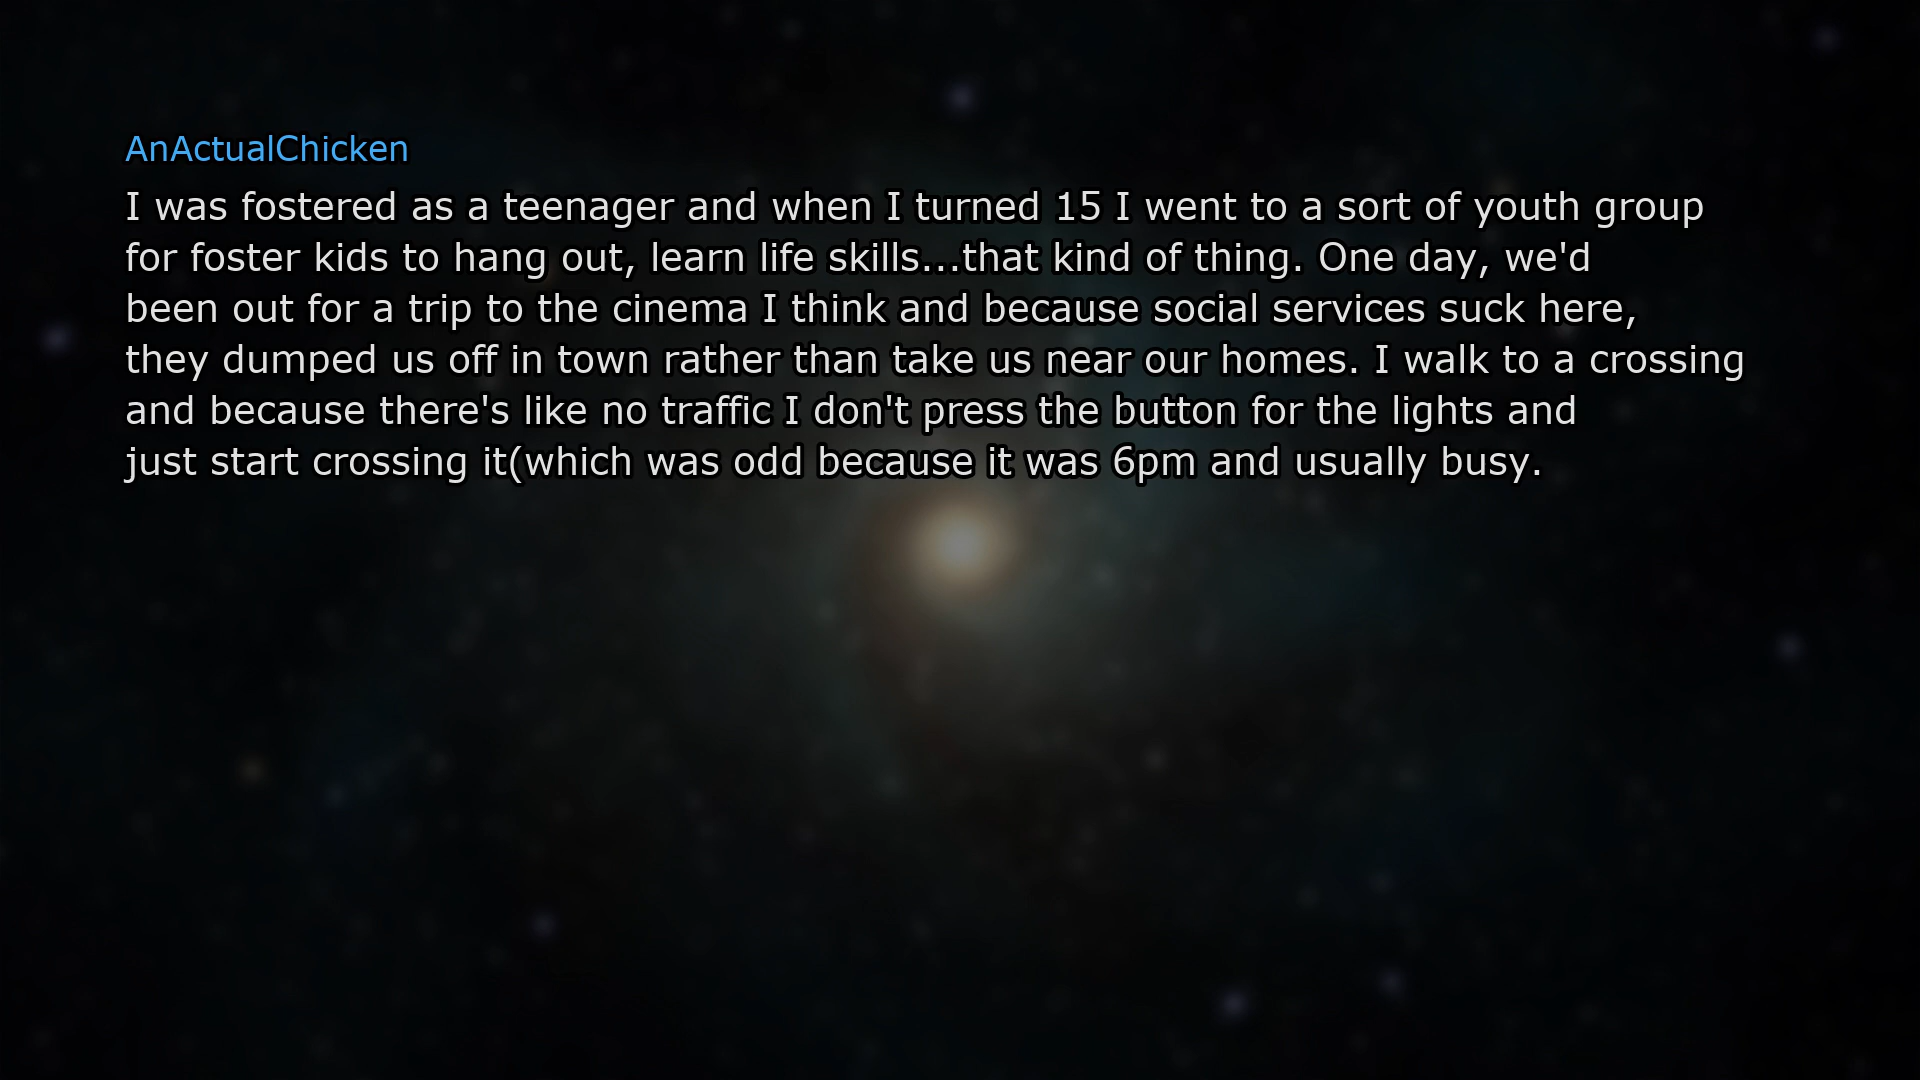 AnActualChicken
I was fostered as a teenager and when I turned 15 I went to a sort of youth group
for foster kids to hang out, learn life skills...that kind of thing. One day, we'd
been out for a trip to the cinema I think and because social services suck here,
they dumped us off in town rather than take us near our homes. I walk to a crossing
and because there's like no traffic I don't press the button for the lights and
just start crossing it(which was odd because it was 6pm and usually busy.